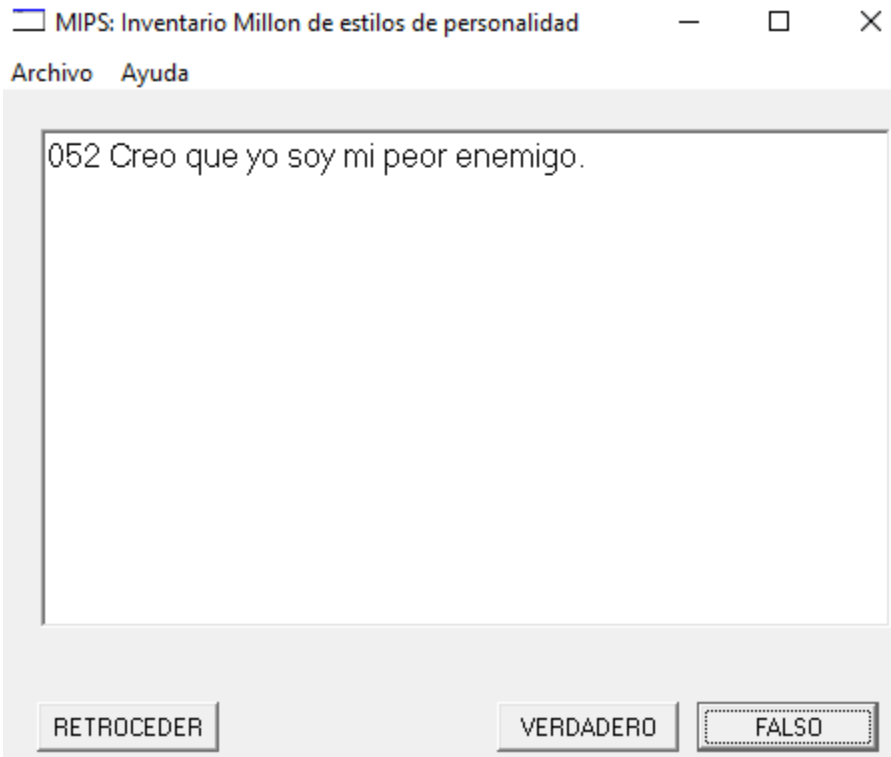 MIPS: Inventario Millon de estilos de personalidad
Archivo Ayuda
052 Creo que yo soy mi peor enemigo.
RETROCEDER VERDADERO FALSO